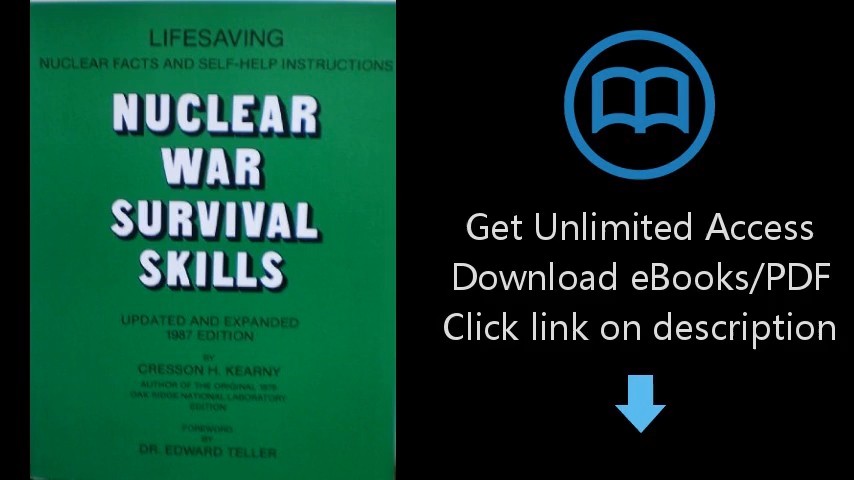 LIFESAVING
NUCLEAR FACTS AND SELF-HELP INSTRUCTIONS
NUCLEAR
WAR
SURVIVAL
SKILLS
UPDATED AND EXPANDED
1987 EDITION
BY
CRESSON H. KEARNY
AUTHOR OF THE ORIGINAL 1979
OAK RIDGE NATIONAL LABORATORY
EDITION
FOREWORD
BY
DR. EDWARD TELLER
Get Unlimited Access
Download eBooks/PDF
Click link on description